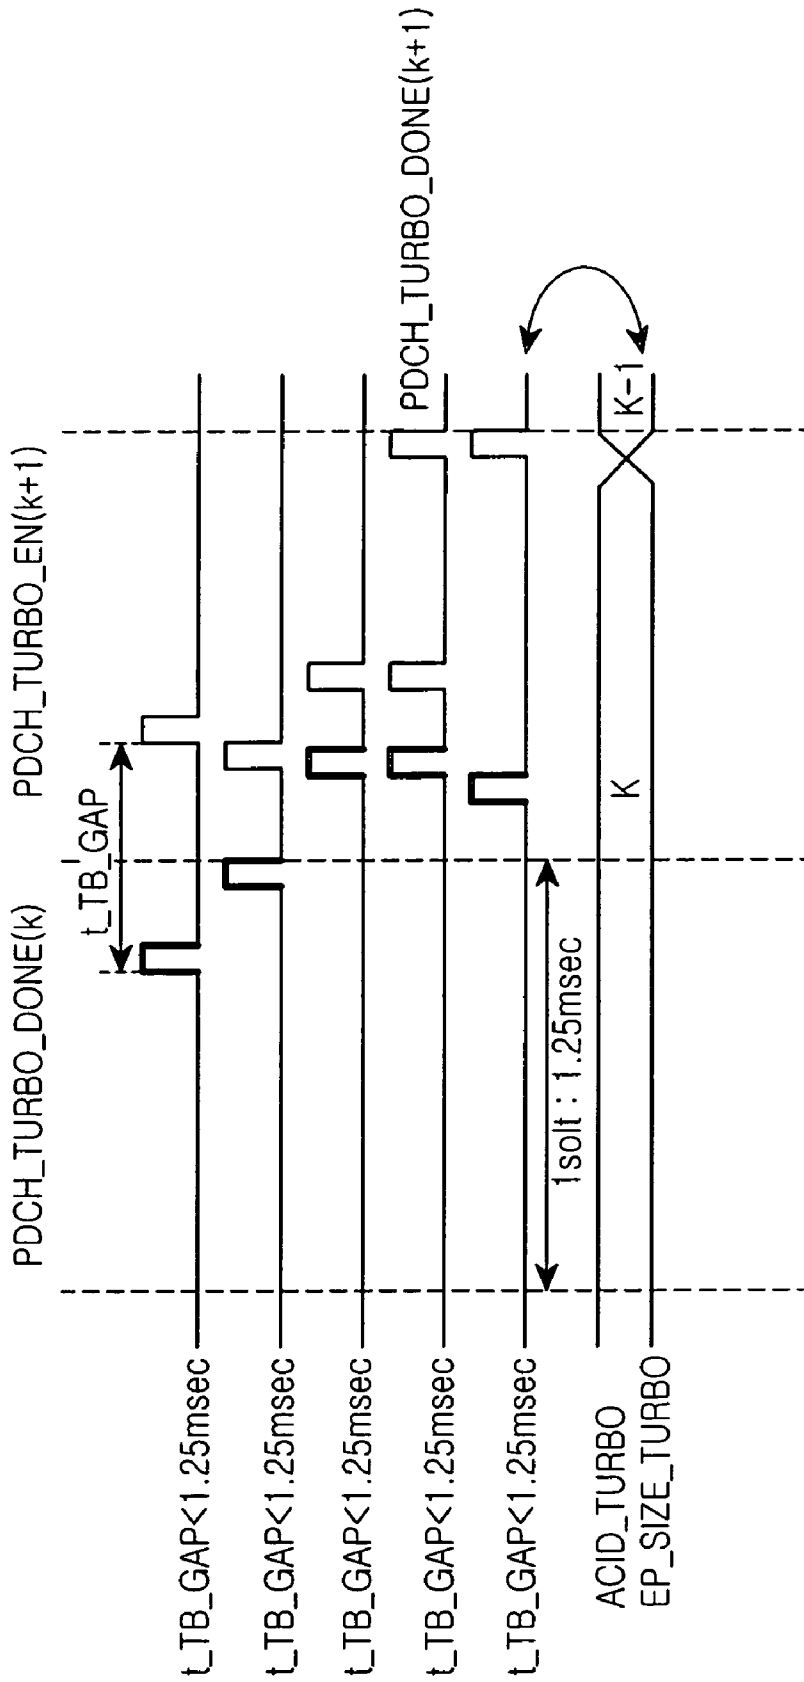 PDCH_TURBO_DONE(k)
PDCH_TURBO_EN(k+1)
t_TB_GAP
t_TB_GAP<1.25msec
t_TB_GAP<1.25msec
t_TB_GAP<1.25msec
PDCH_TURBO_DONE(k+1)
t_TB_GAP<1.25msec
t_TB_GAP<1.25msec
1solt : 1.25msec
ACID_TURBO
EP_SIZE_TURBO
K
K-1